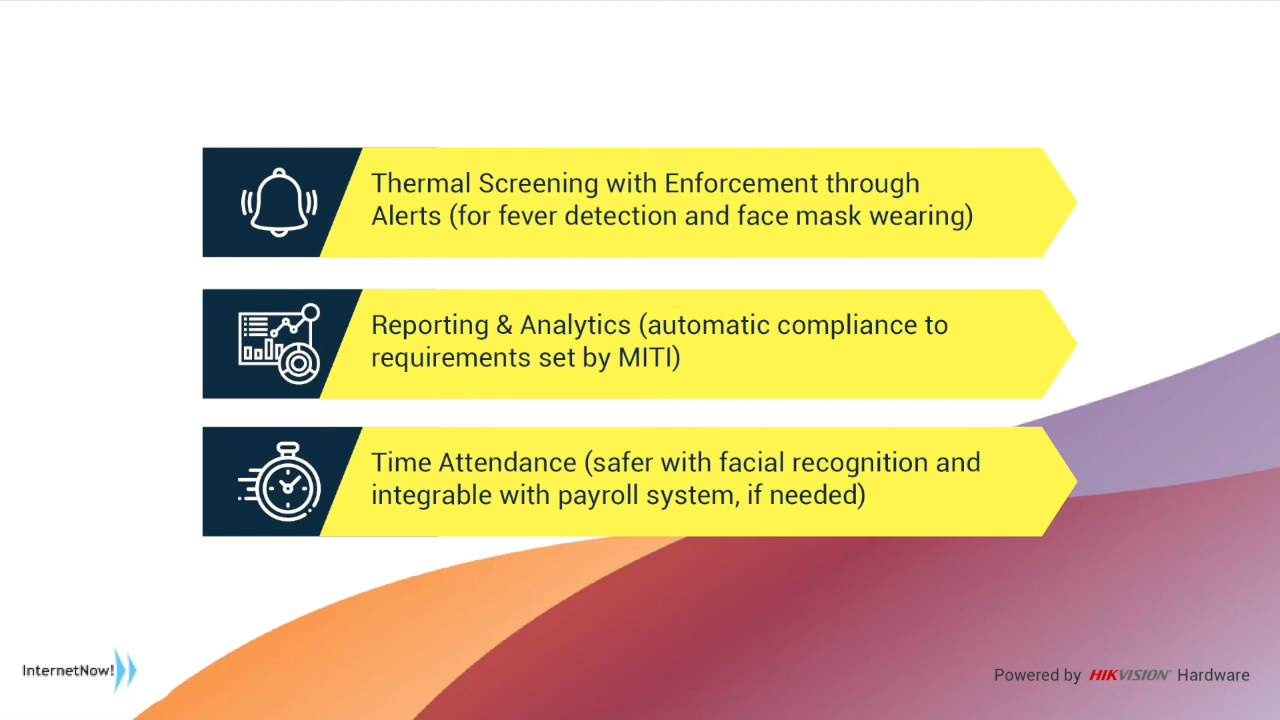 Thermal Screening with Enforcement through
Alerts (for fever detection and face mask wearing)
Reporting & Analytics (automatic compliance to
requirements set by MITI)
Time Attendance (safer with facial recognition and
integrable with payroll system, if needed)
InternetNow!
Powered by HIKVISION Hardware